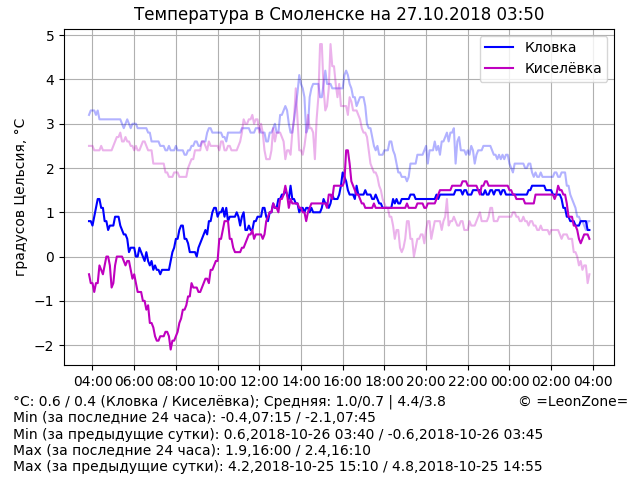 Температура в Смоленске на 27.10.2018 03:50
Кловка
Киселёвка
градусов Цельсия, °C
5
4
3
2
1
0
−1
−2
04:00 06:00 08:00 10:00 12:00 14:00 16:00 18:00 20:00 22:00 00:00 02:00 04:00
°C: 0.6 / 0.4 (Кловка / Киселёвка); Средняя: 1.0/0.7 | 4.4/3.8 © =LeonZone=
Min (за последние 24 часа): -0.4,07:15 / -2.1,07:45
Min (за предыдущие сутки): 0.6,2018-10-26 03:40 / -0.6,2018-10-26 03:45
Max (за последние 24 часа): 1.9,16:00 / 2.4,16:10
Max (за предыдущие сутки): 4.2,2018-10-25 15:10 / 4.8,2018-10-25 14:55